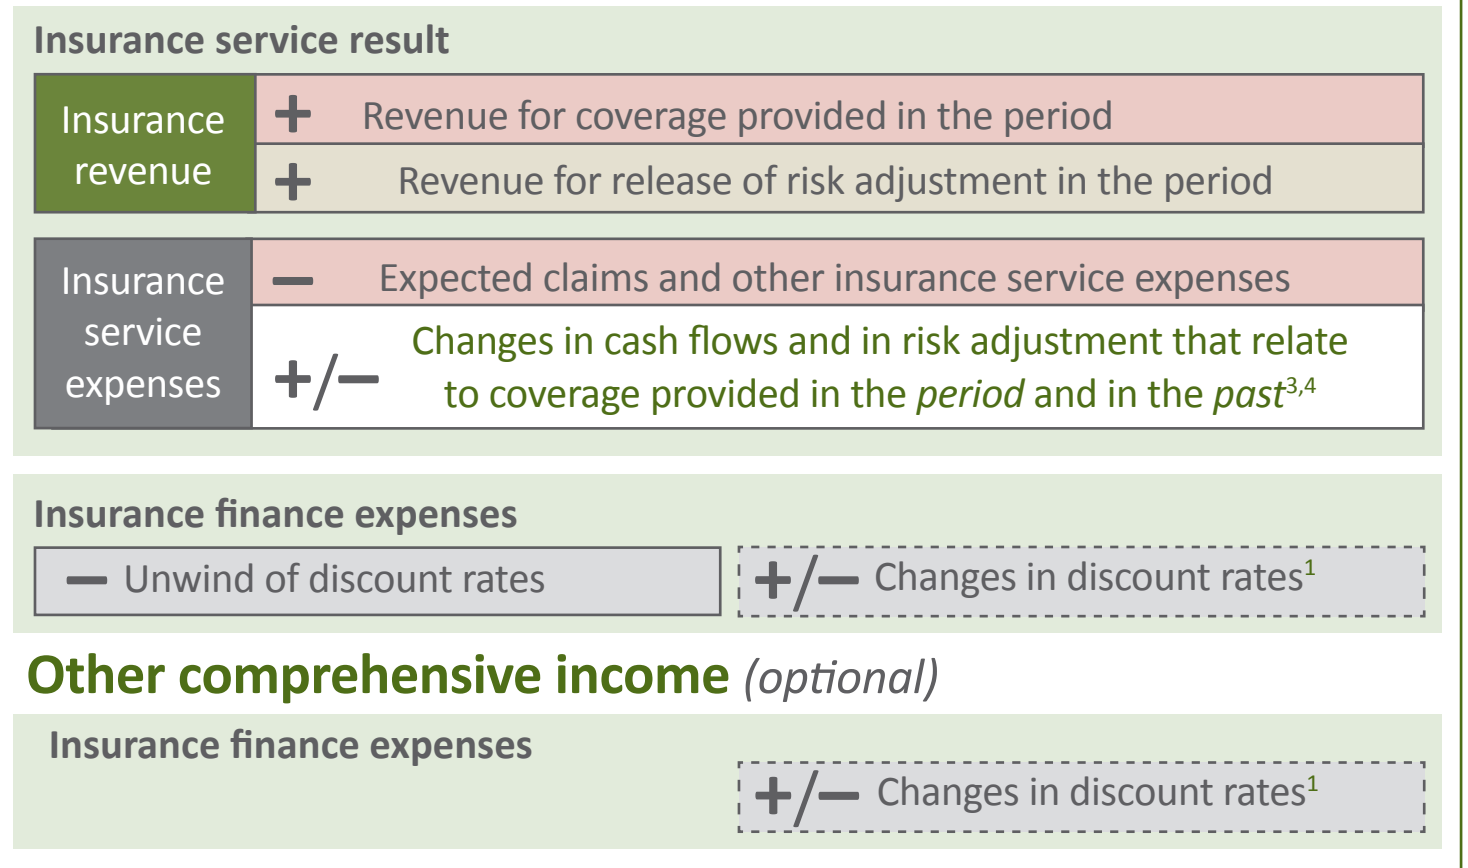 Insurance service result
Insurance
revenue
+ Revenue for coverage provided in the period
+ Revenue for release of risk adjustment in the period
Insurance
service
expenses
− Expected claims and other insurance service expenses
+/− Changes in cash flows and in risk adjustment that relate
to coverage provided in the period and in the past3,4
Insurance finance expenses
− Unwind of discount rates
+/− Changes in discount rates1
Other comprehensive income (optional)
Insurance finance expenses
+/− Changes in discount rates1